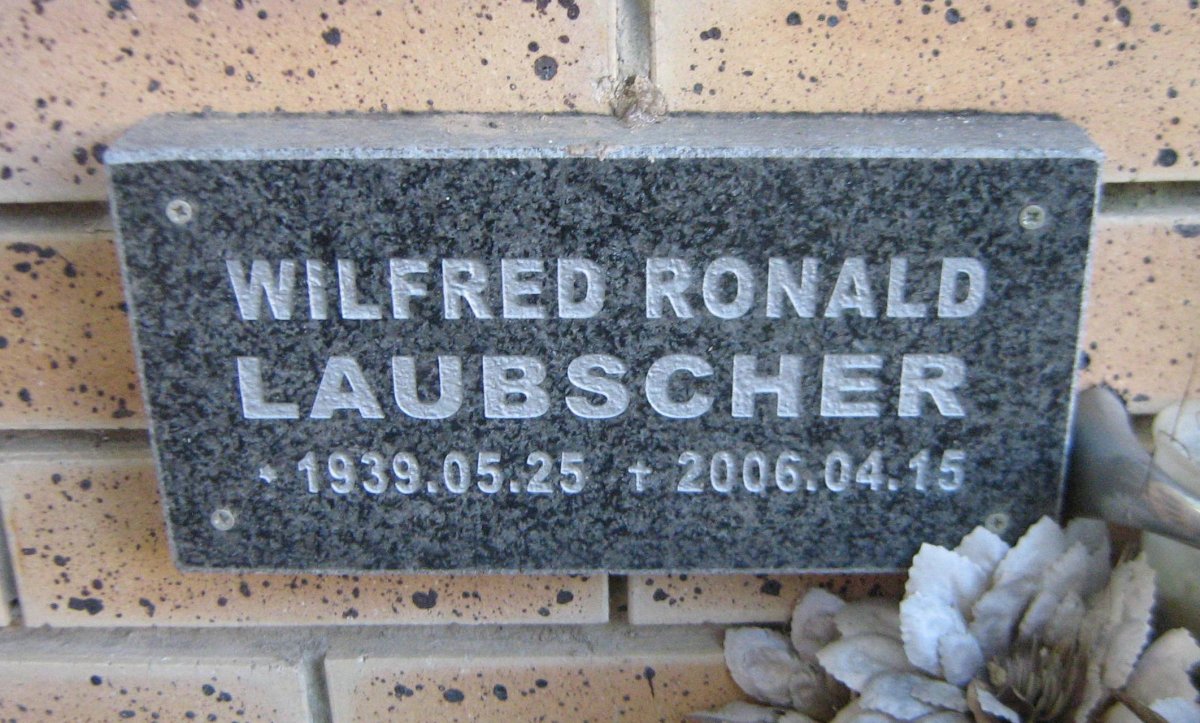 WILFRED RONALD
LAUBSCHER
* 1939.05.25 + 2006.04.15